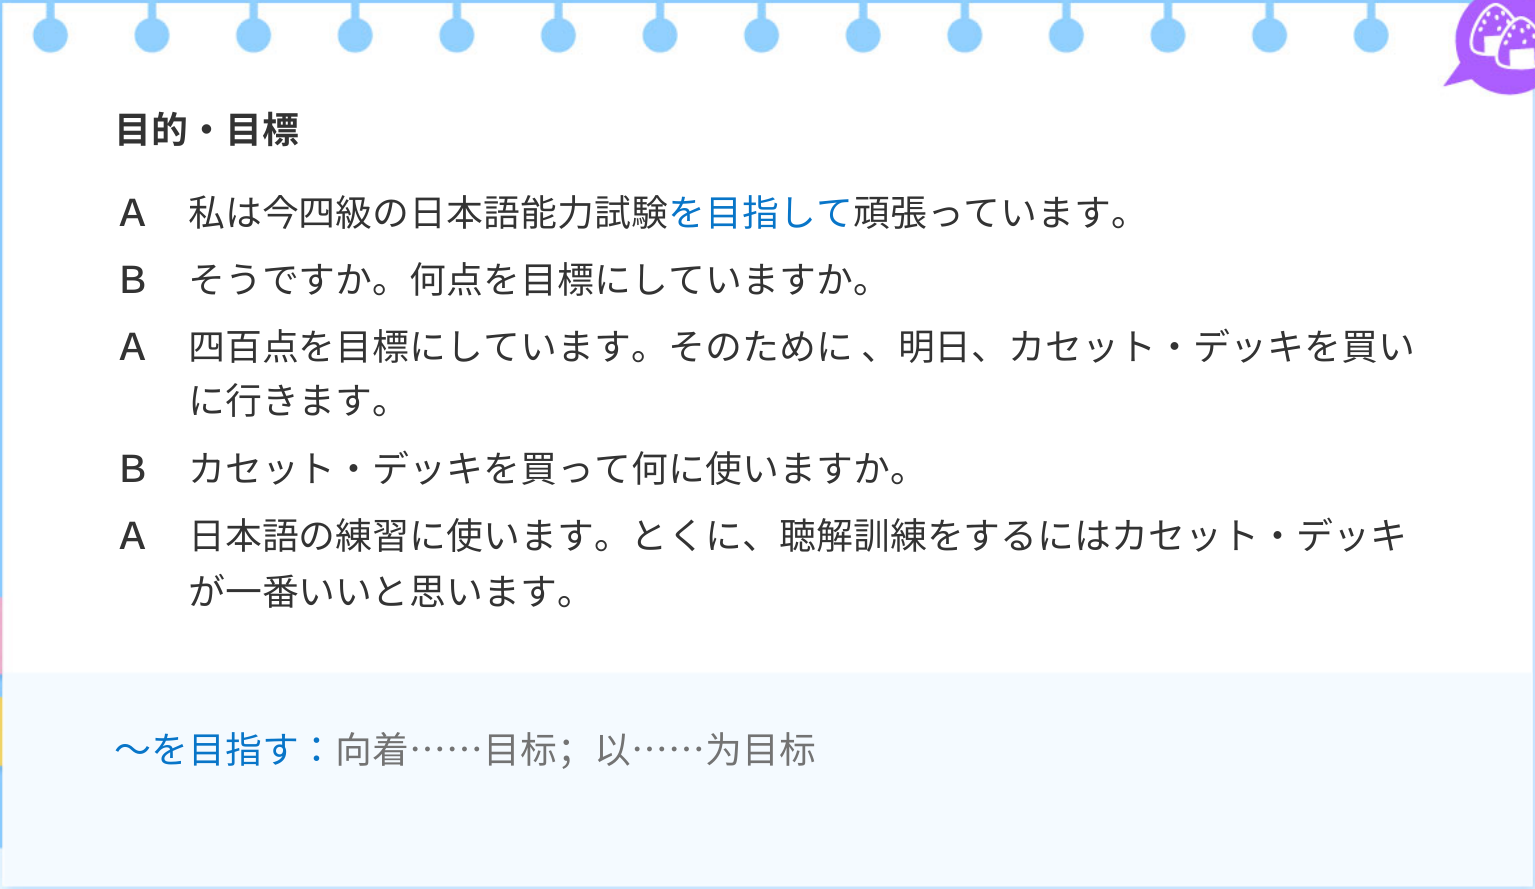 目的・目標
A 私は今四級の日本語能力試験を目指して頑張っています。
B そうですか。何点を目標にしていますか。
A 四百点を目標にしています。そのために 、明日、カセット・デッキを買い
に行きます。
B カセット・デッキを買って何に使いますか。
A 日本語の練習に使います。とくに、聴解訓練をするにはカセット・デッキ
が一番いいと思います。
～を目指す：向着……目标；以……为目标